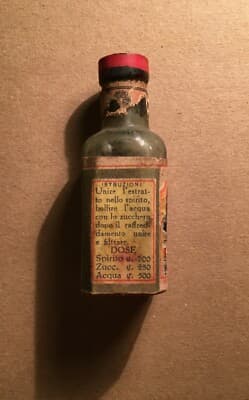 ISTRUZIONI
Unire l'estrat-
to nello spirito,
bollire l'acqua
con lo zucchero
dopo il raffred-
damento unire
e filtrare.
DOSE
Spirito g. 200
Zucc. g. 250
Acqua g. 500